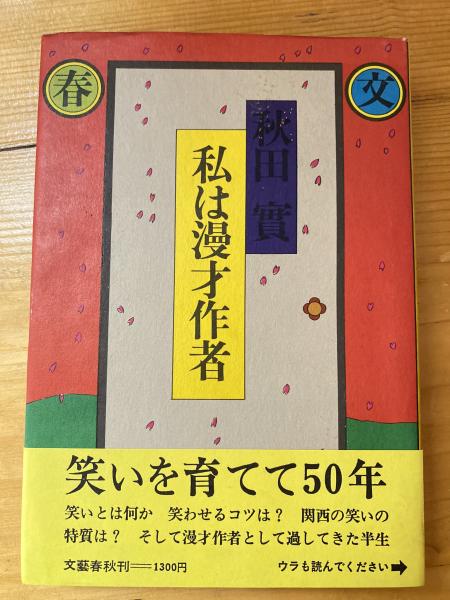 文
春
秋田實
私は漫才作者
笑いを育てて50年
笑いとは何か 笑わせるコツは? 関西の笑いの
特質は? そして漫才作者として過してきた半生
文藝春秋刊══1300円
ウラも読んでください➡